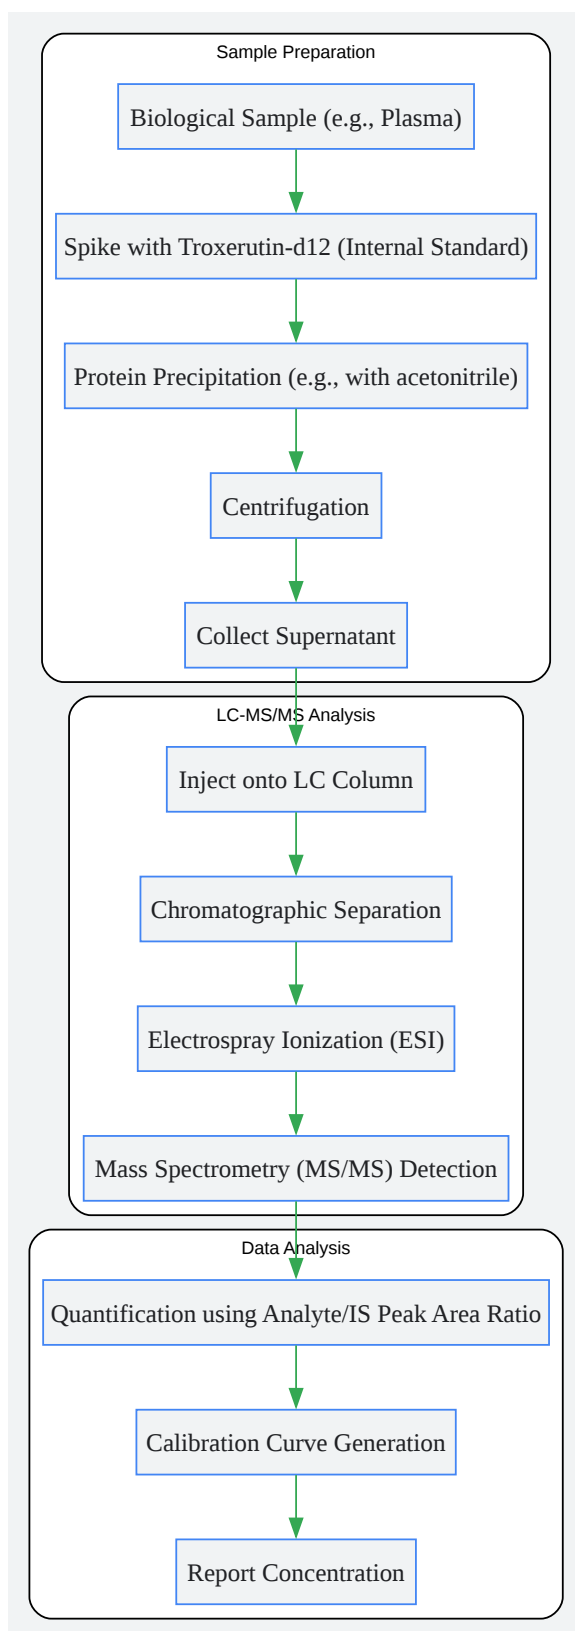 Sample Preparation
Biological Sample (e.g., Plasma)
Spike with Troxerutin-d12 (Internal Standard)
Protein Precipitation (e.g., with acetonitrile)
Centrifugation
Collect Supernatant
LC-MS/MS Analysis
Inject onto LC Column
Chromatographic Separation
Electrospray Ionization (ESI)
Mass Spectrometry (MS/MS) Detection
Data Analysis
Quantification using Analyte/IS Peak Area Ratio
Calibration Curve Generation
Report Concentration